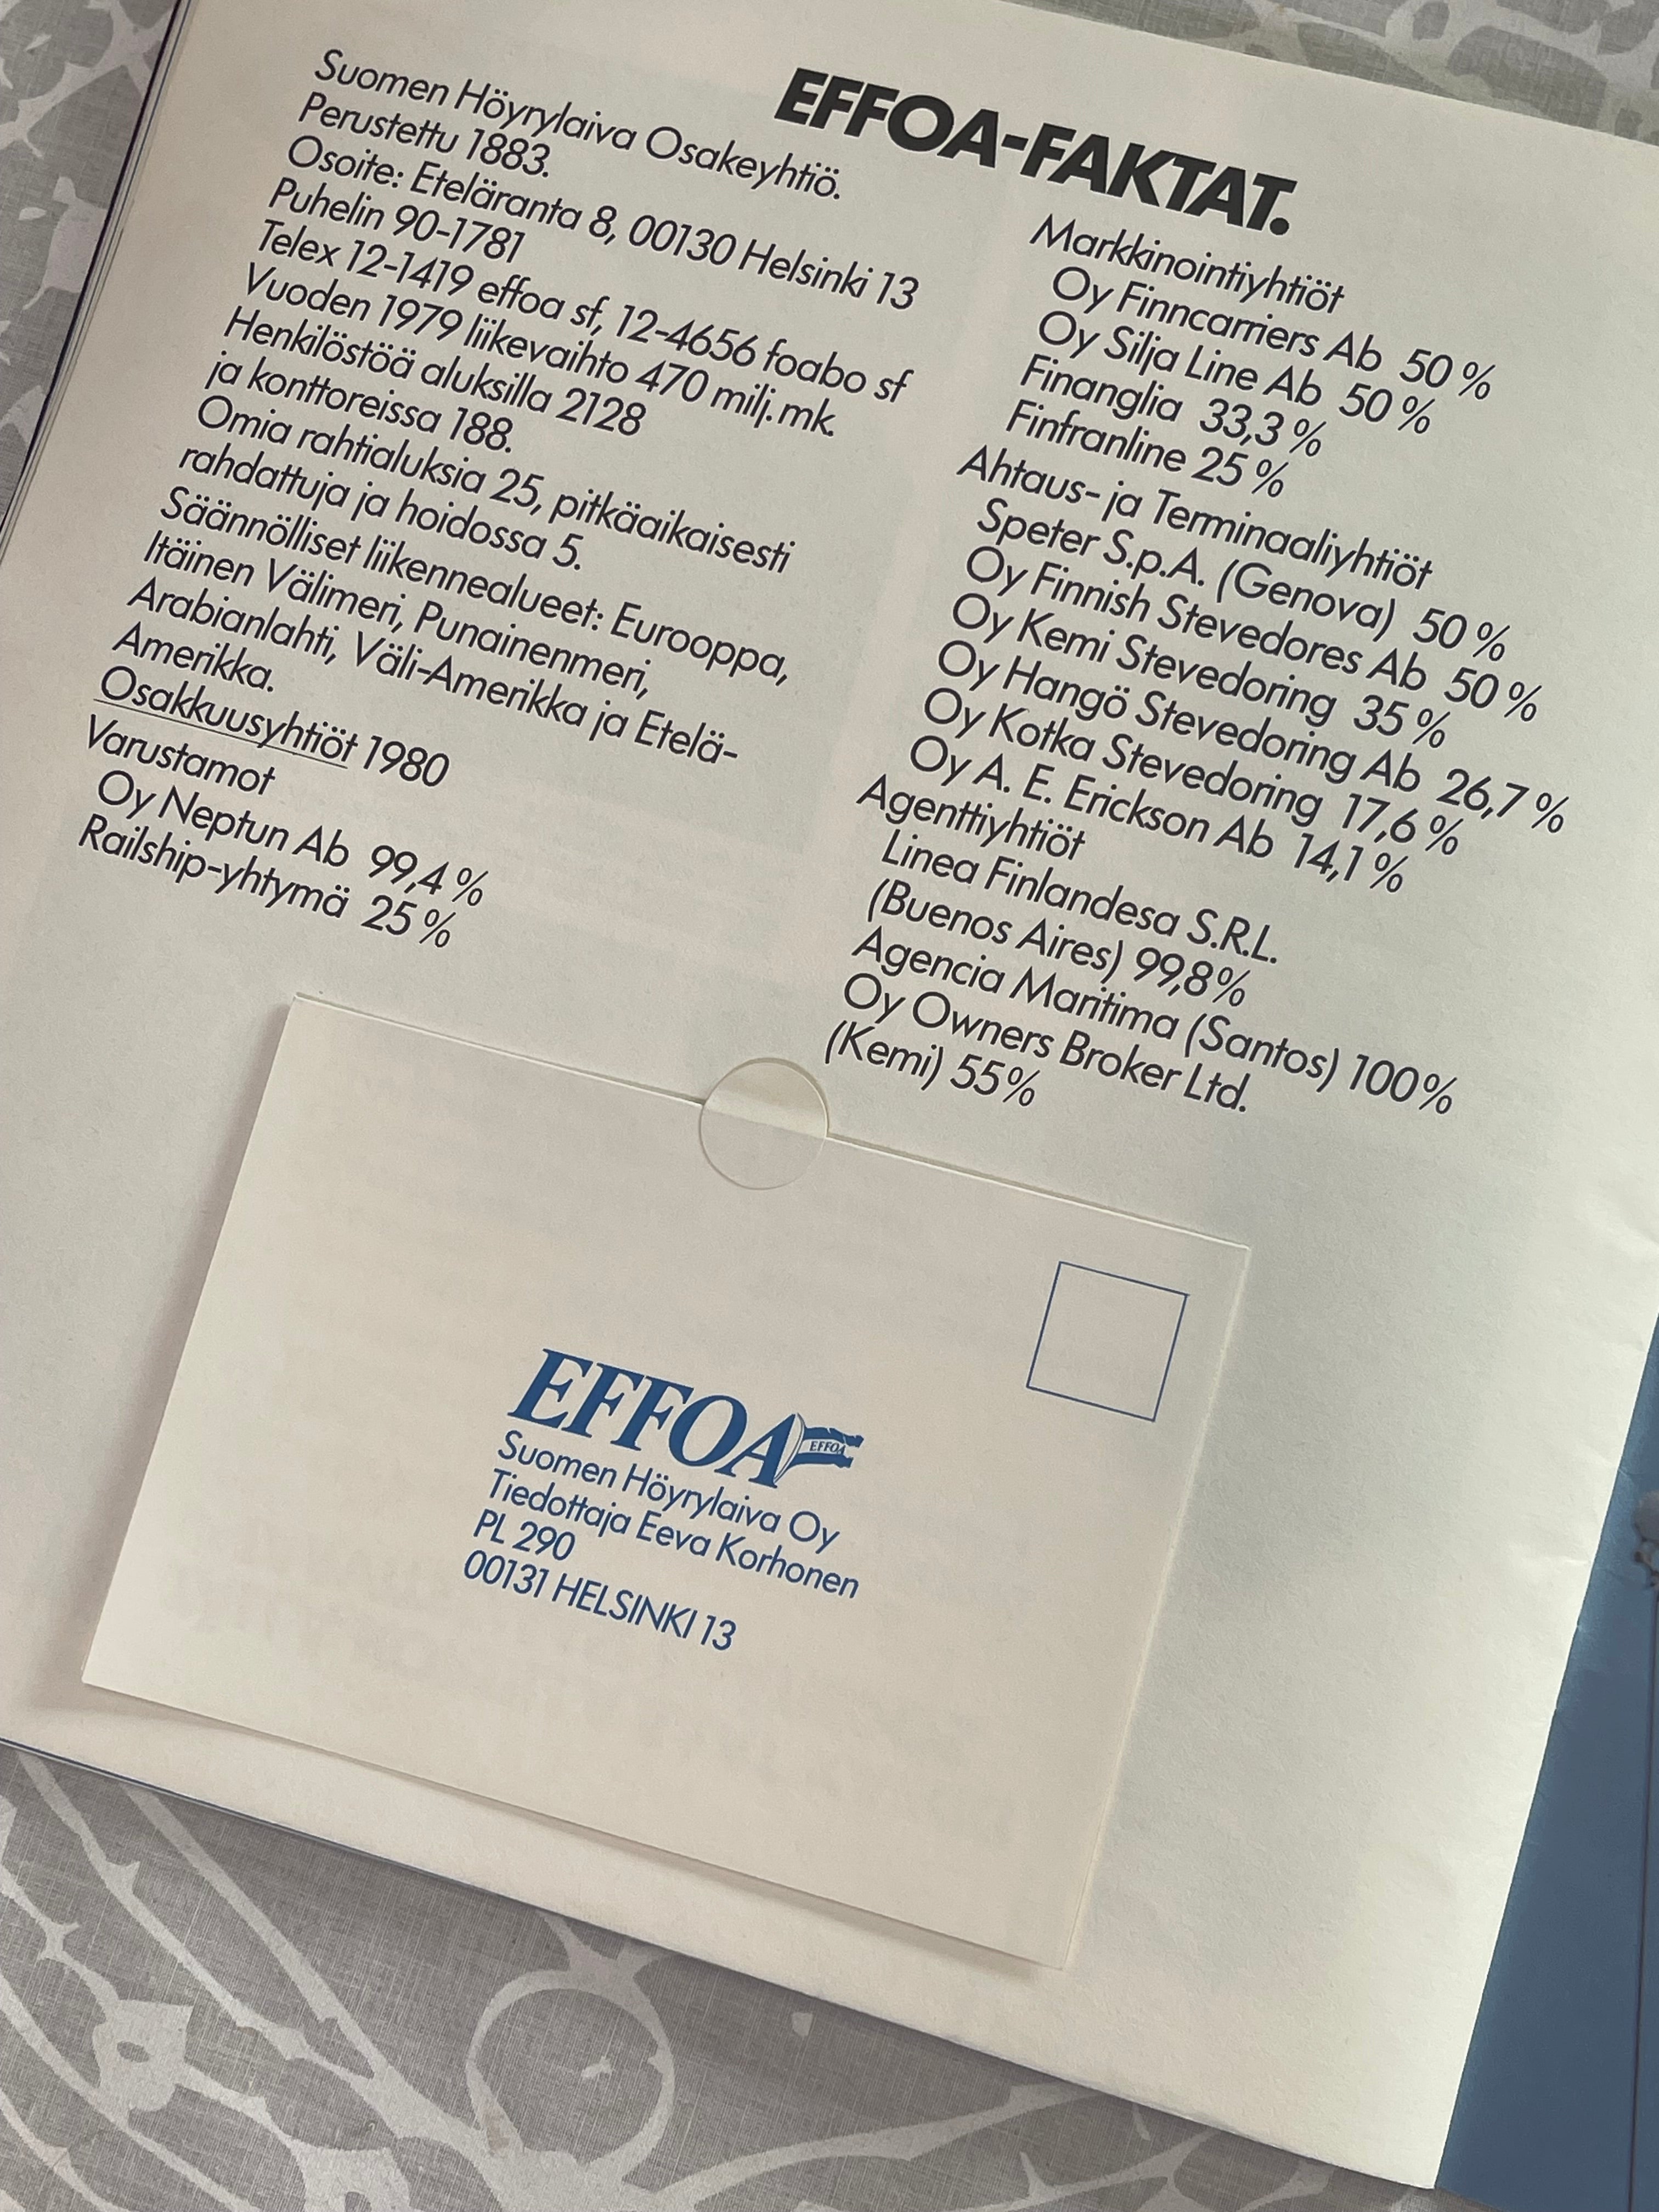 EFFOA-FAKTAT.
Suomen Höyrylaiva Osakeyhtiö.
Perustettu 1883.
Osoite: Eteläranta 8, 00130 Helsinki 13
Puhelin 90-1781
Telex 12-1419 effoa sf, 12-4656 foabo sf
Vuoden 1979 liikevaihto 470 milj. mk.
Henkilöstöä aluksilla 2128
ja konttoreissa 188.
Omia rahtialuksia 25, pitkäaikaisesti
rahdattuja ja hoidossa 5.
Säännölliset liikennealueet: Eurooppa,
Itäinen Välimeri, Punainenmeri,
Arabianlahti, Väli-Amerikka ja Etelä-
Amerikka.
Osakkuusyhtiöt 1980
Varustamot
Oy Neptun Ab 99,4 %
Railship-yhtymä 25 %
Markkinointiyhtiöt
Oy Finncarriers Ab 50 %
Oy Silja Line Ab 50 %
Finanglia 33,3 %
Finfranline 25 %
Ahtaus- ja Terminaaliyhtiöt
Speter S.p.A. (Genova) 50 %
Oy Finnish Stevedores Ab 50 %
Oy Kemi Stevedoring 35 %
Oy Hangö Stevedoring Ab 26,7 %
Oy Kotka Stevedoring 17,6 %
Oy A. E. Erickson Ab 14,1 %
Agenttiyhtiöt
Linea Finlandesa S.R.L.
(Buenos Aires) 99,8%
Agencia Maritima (Santos) 100%
Oy Owners Broker Ltd.
(Kemi) 55%
EFFOA
EFFOA
Suomen Höyrylaiva Oy
Tiedottaja Eeva Korhonen
PL 290
00131 HELSINKI 13